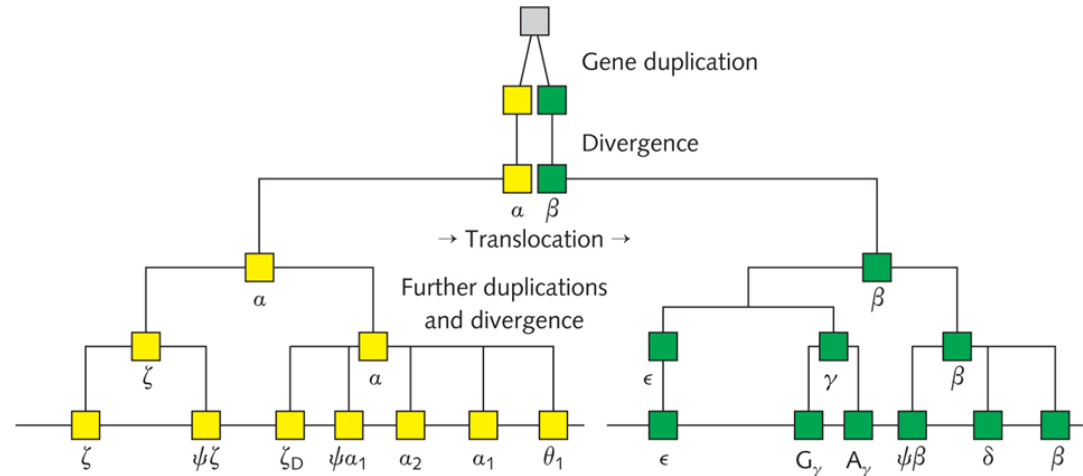 Gene duplication
Divergence
α β
→ Translocation →
α
β
Further duplications
and divergence
ζ α ϵ γ β
ζ ψζ ζD ψα1 α2 α1 θ1 ϵ Gγ Aγ ψβ δ β